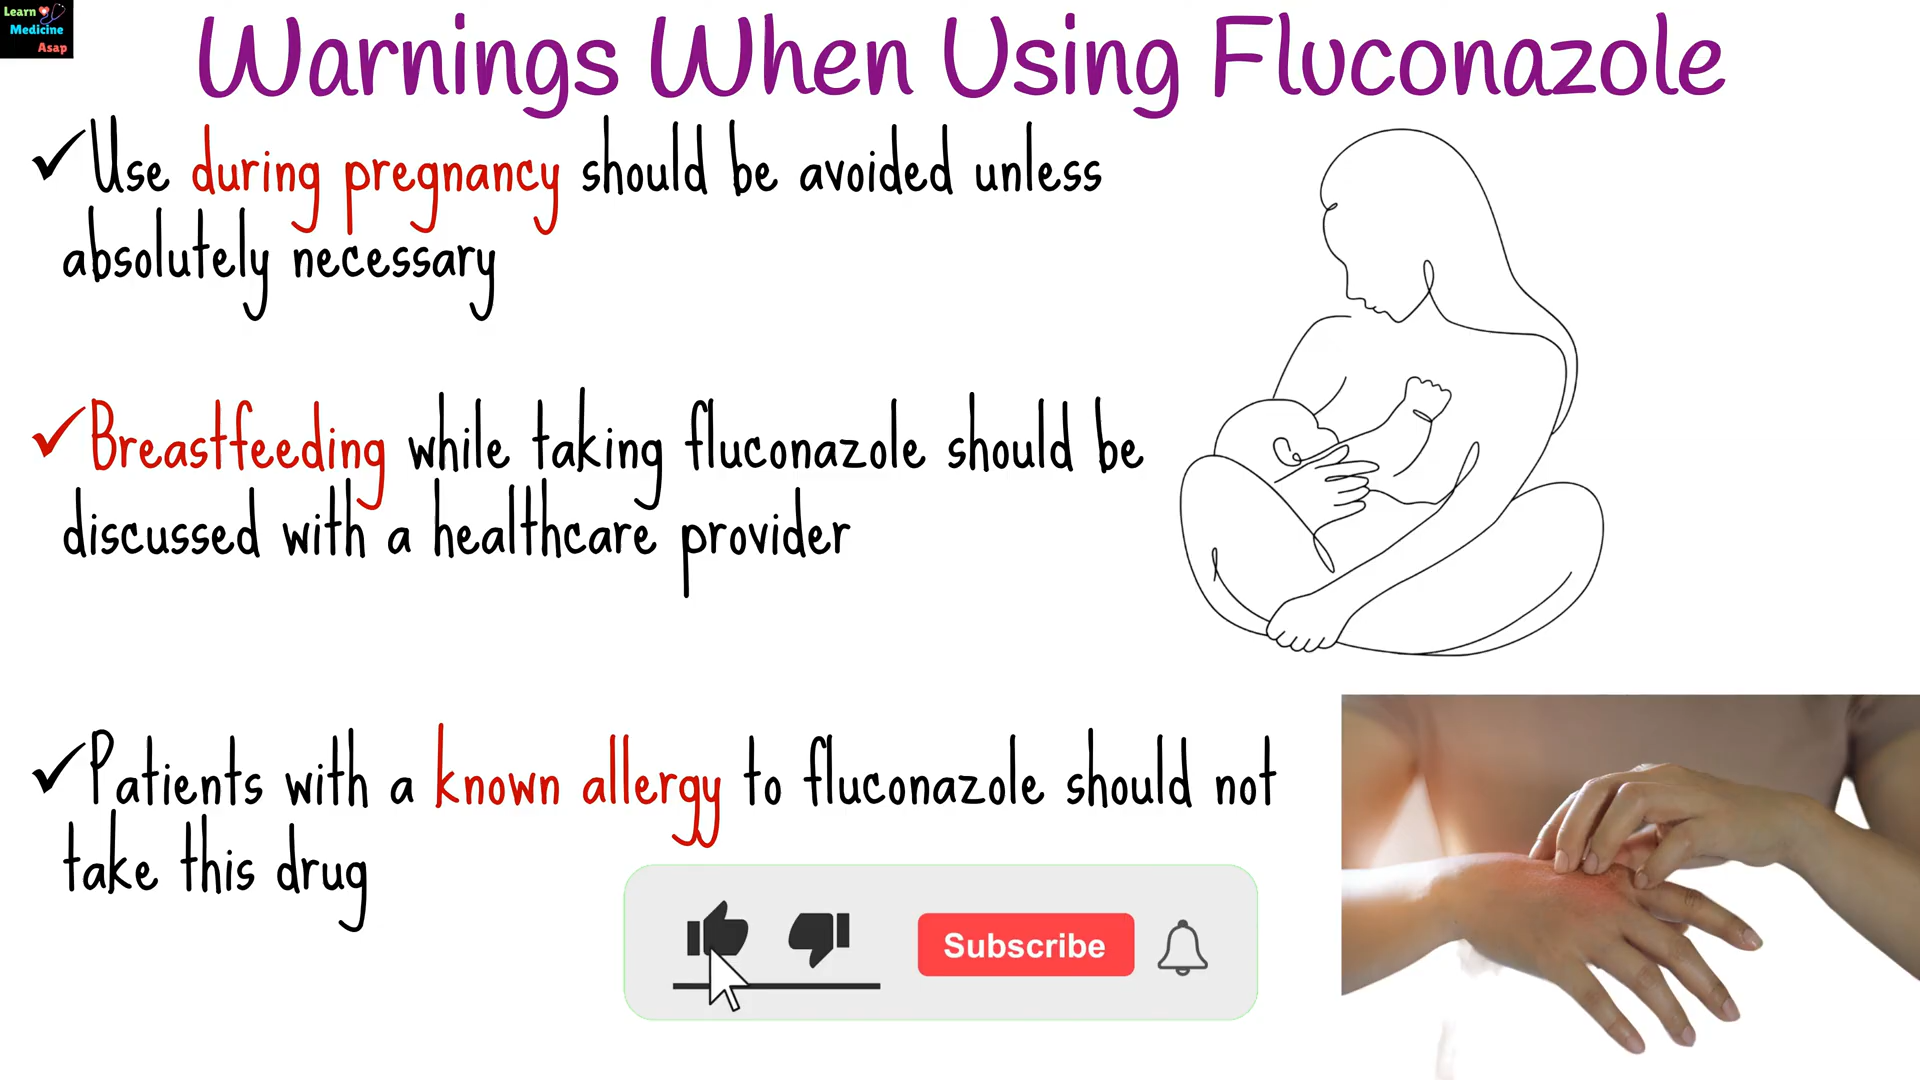 Learn
Medicine
Asap
Warnings When Using Fluconazole
✓Use during pregnancy should be avoided unless
absolutely necessary
✓Breastfeeding while taking fluconazole should be
discussed with a healthcare provider
✓Patients with a known allergy to fluconazole should not
take this drug
Subscribe